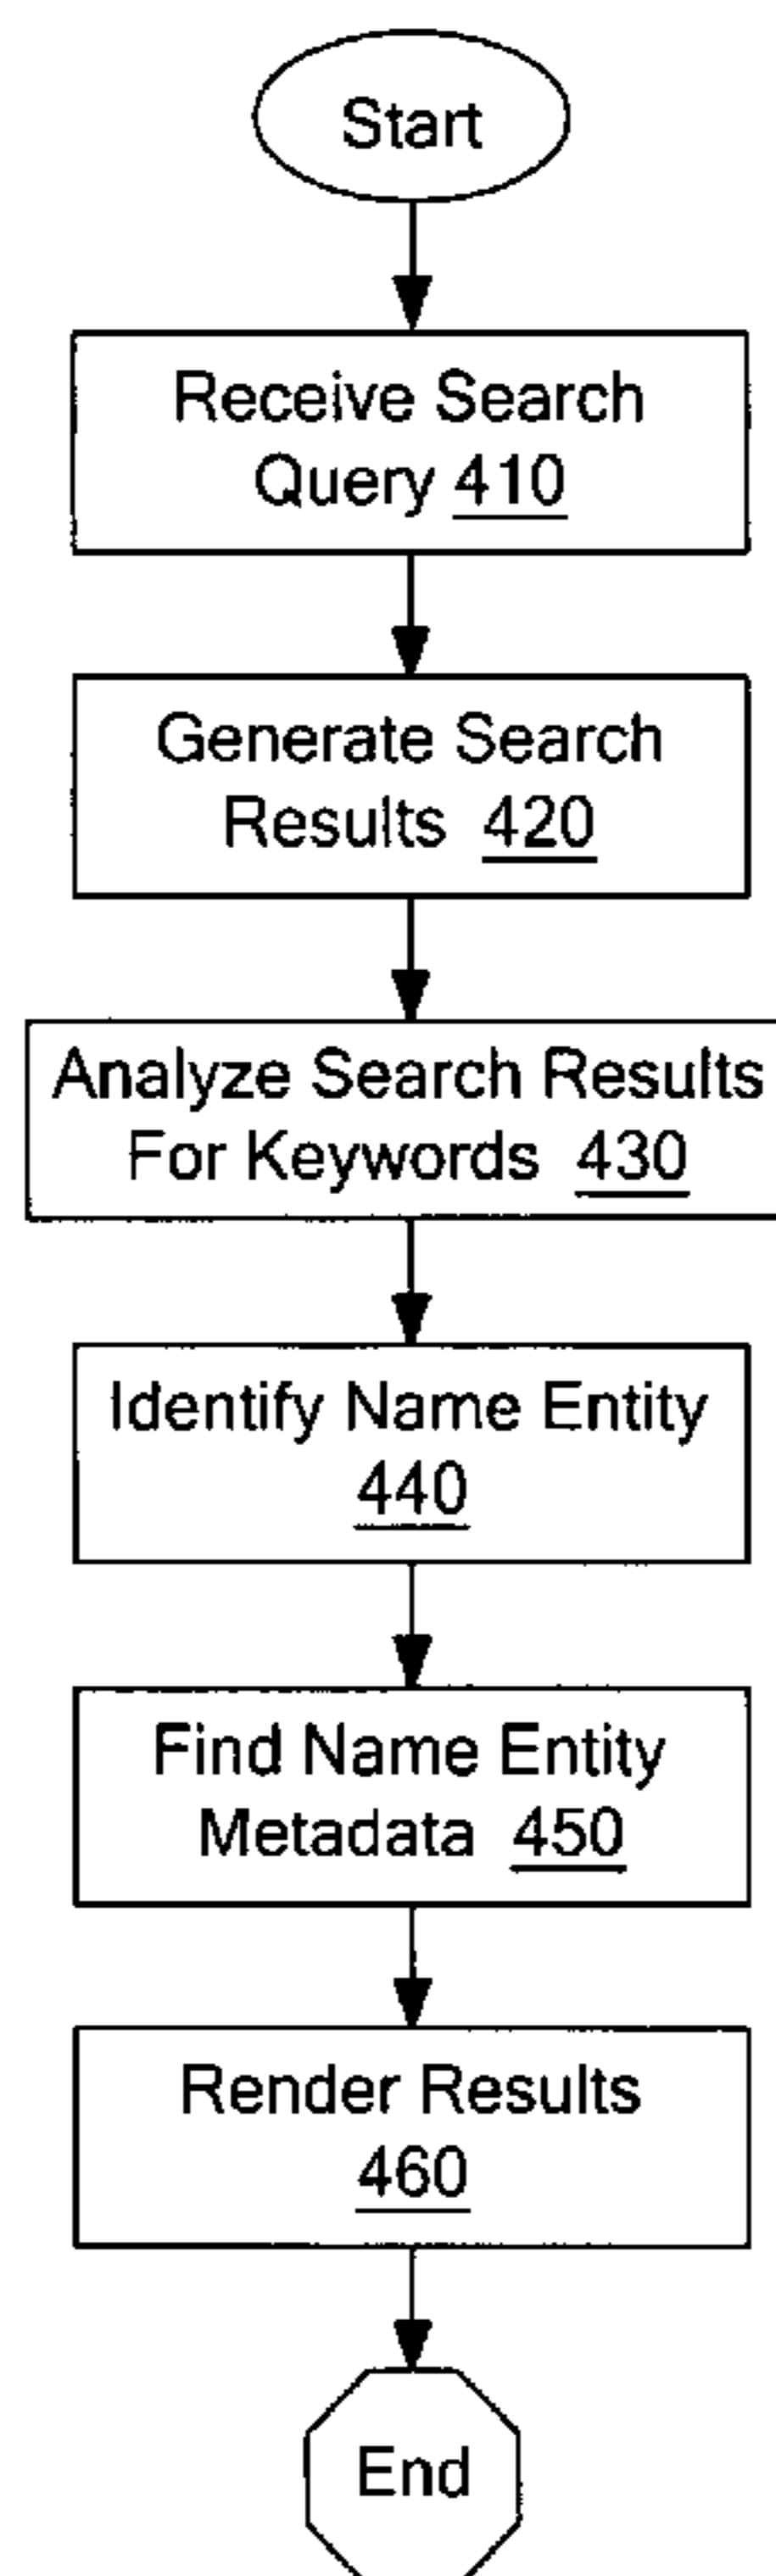 Start
Receive Search
Query 410
Generate Search
Results 420
Analyze Search Results
For Keywords 430
Identify Name Entity
440
Find Name Entity
Metadata 450
Render Results
460
End